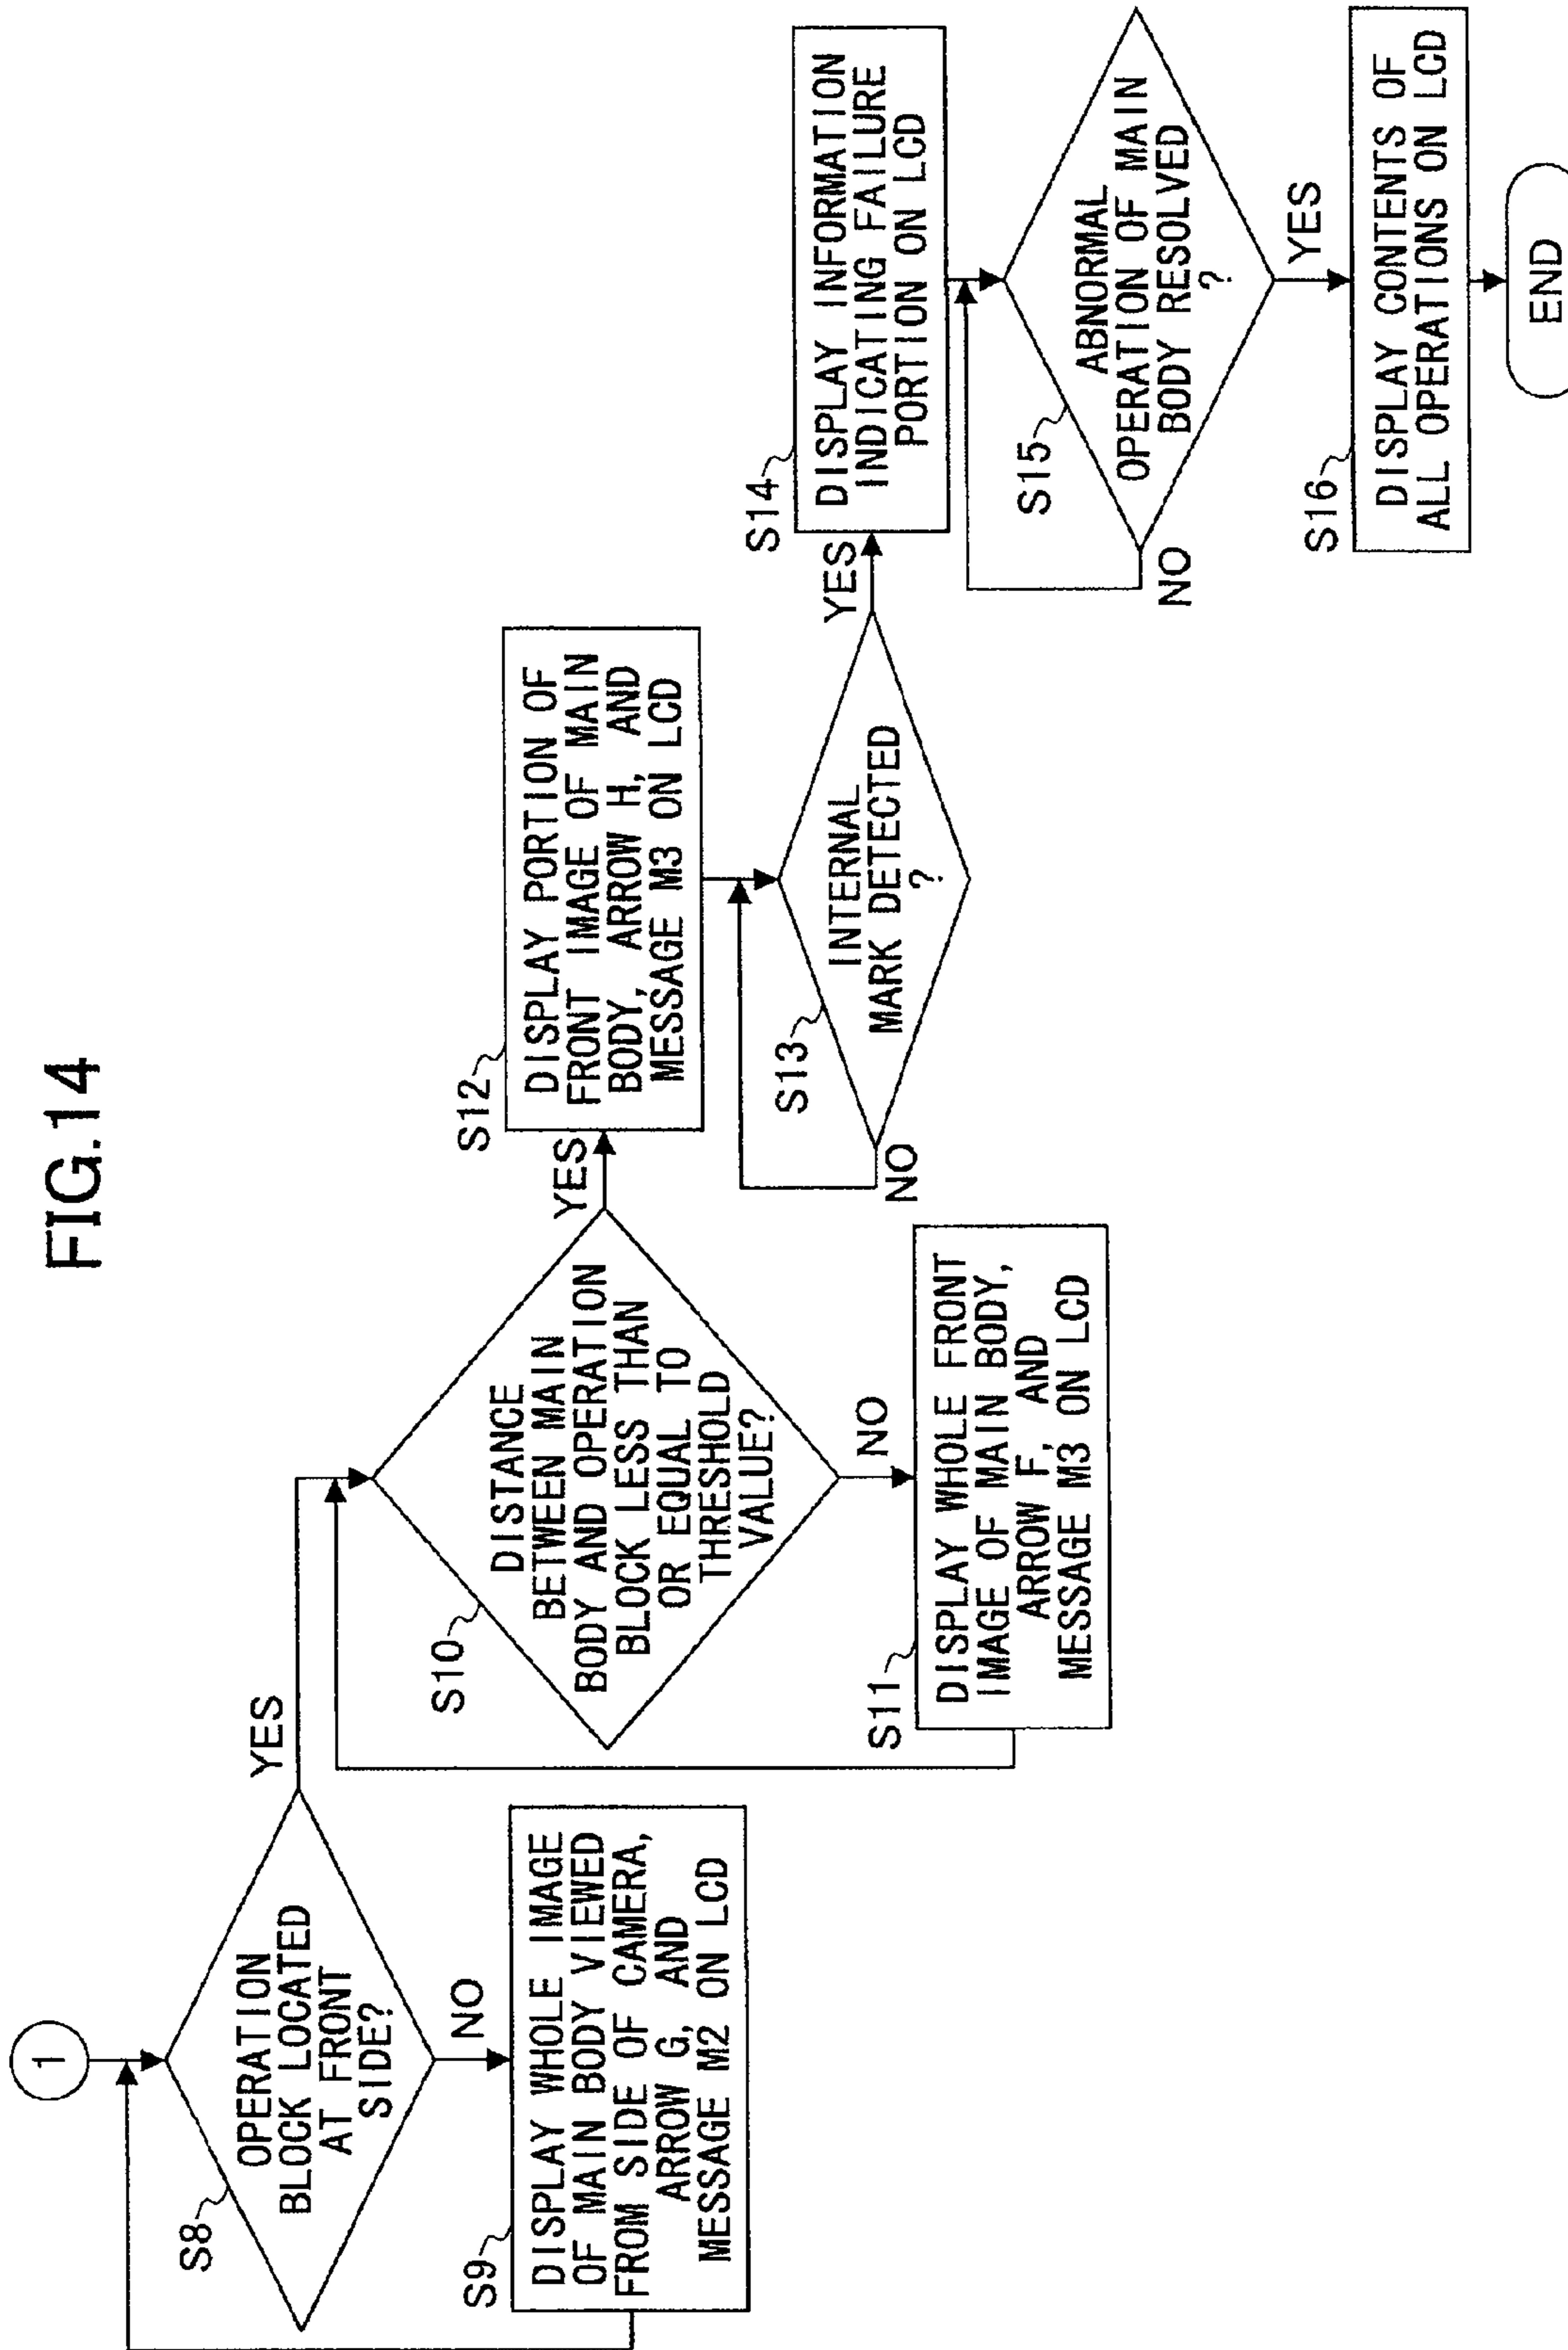 FIG.14
1
S8
OPERATION
BLOCK LOCATED
AT FRONT
SIDE?
YES
NO
S9
DISPLAY WHOLE IMAGE
OF MAIN BODY VIEWED
FROM SIDE OF CAMERA,
ARROW G, AND
MESSAGE M2 ON LCD
S10
DISTANCE
BETWEEN MAIN
BODY AND OPERATION
BLOCK LESS THAN
OR EQUAL TO
THRESHOLD
VALUE?
YES
NO
S11
DISPLAY WHOLE FRONT
IMAGE OF MAIN BODY,
ARROW F, AND
MESSAGE M3 ON LCD
S12
DISPLAY PORTION OF
FRONT IMAGE OF MAIN
BODY, ARROW H, AND
MESSAGE M3 ON LCD
S13
INTERNAL
MARK DETECTED
?
NO
YES
S14
DISPLAY INFORMATION
INDICATING FAILURE
PORTION ON LCD
S15
ABNORMAL
OPERATION OF MAIN
BODY RESOLVED
?
NO
YES
S16
DISPLAY CONTENTS OF
ALL OPERATIONS ON LCD
END